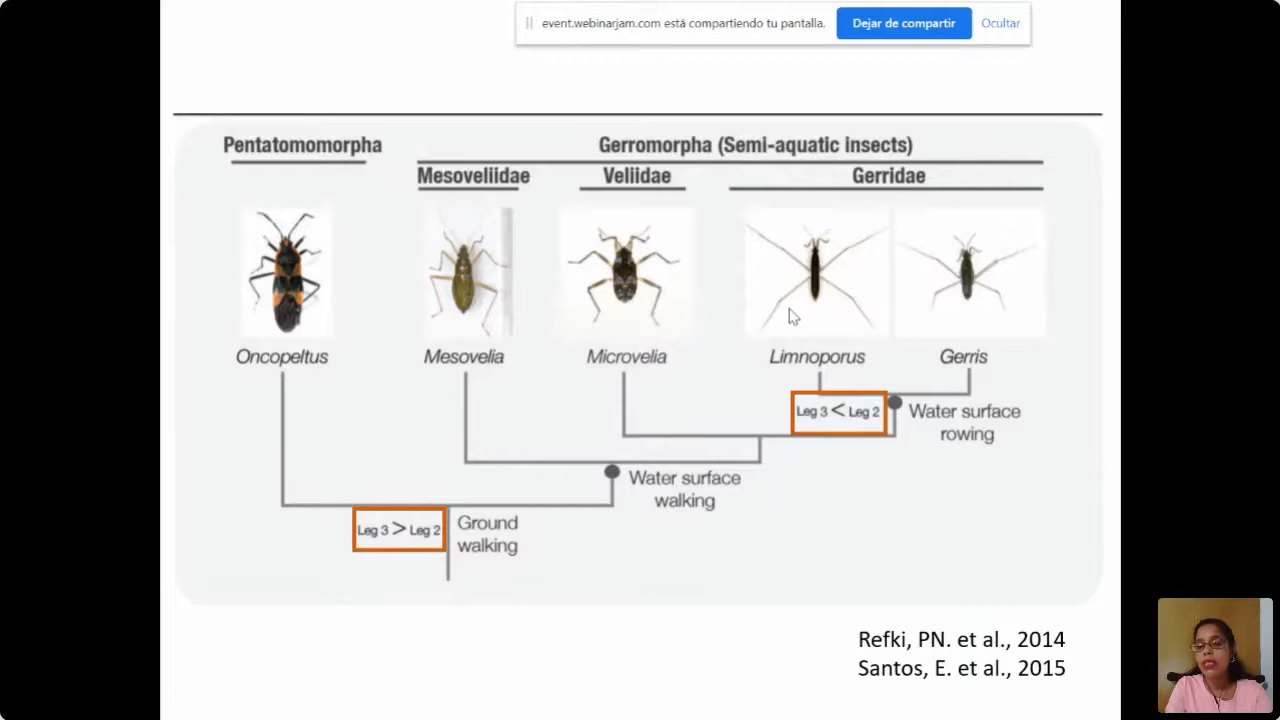 event.webinarjam.com está compartiendo tu pantalla. Dejar de compartir Ocultar
Pentatomomorpha Gerromorpha (Semi-aquatic insects)
Mesoveliidae Veliidae Gerridae
Oncopeltus Mesovelia Microvelia Limnoporus Gerris
Leg 3 < Leg 2
Water surface
rowing
Water surface
walking
Leg 3 > Leg 2
Ground
walking
Refki, PN. et al., 2014
Santos, E. et al., 2015